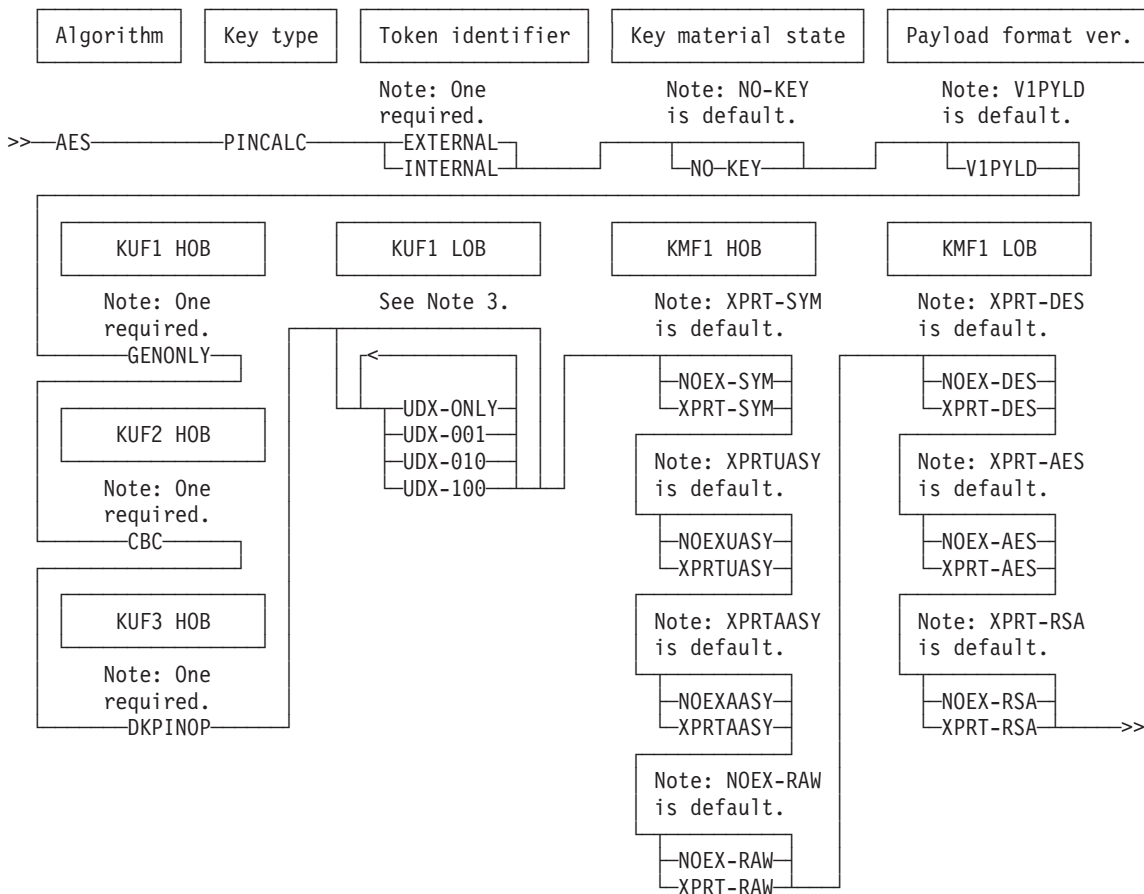 Algorithm
Key type
Token identifier
Key material state
Payload format ver.
Note: One
required.
Note: NO-KEY
is default.
Note: V1PYLD
is default.
>>
AES
PINCALC
EXTERNAL
INTERNAL
NO-KEY
V1PYLD
KUF1 HOB
Note: One
required.
GENONLY
KUF2 HOB
Note: One
required.
CBC
KUF3 HOB
Note: One
required.
DKPINOP
KUF1 LOB
See Note 3.
<
UDX-ONLY
UDX-001
UDX-010
UDX-100
KMF1 HOB
Note: XPRT-SYM
is default.
NOEX-SYM
XPRT-SYM
Note: XPRTUASY
is default.
NOEXUASY
XPRTUASY
Note: XPRTAASY
is default.
NOEXAASY
XPRTAASY
Note: NOEX-RAW
is default.
NOEX-RAW
XPRT-RAW
KMF1 LOB
Note: XPRT-DES
is default.
NOEX-DES
XPRT-DES
Note: XPRT-AES
is default.
NOEX-AES
XPRT-AES
Note: XPRT-RSA
is default.
NOEX-RSA
XPRT-RSA
>>